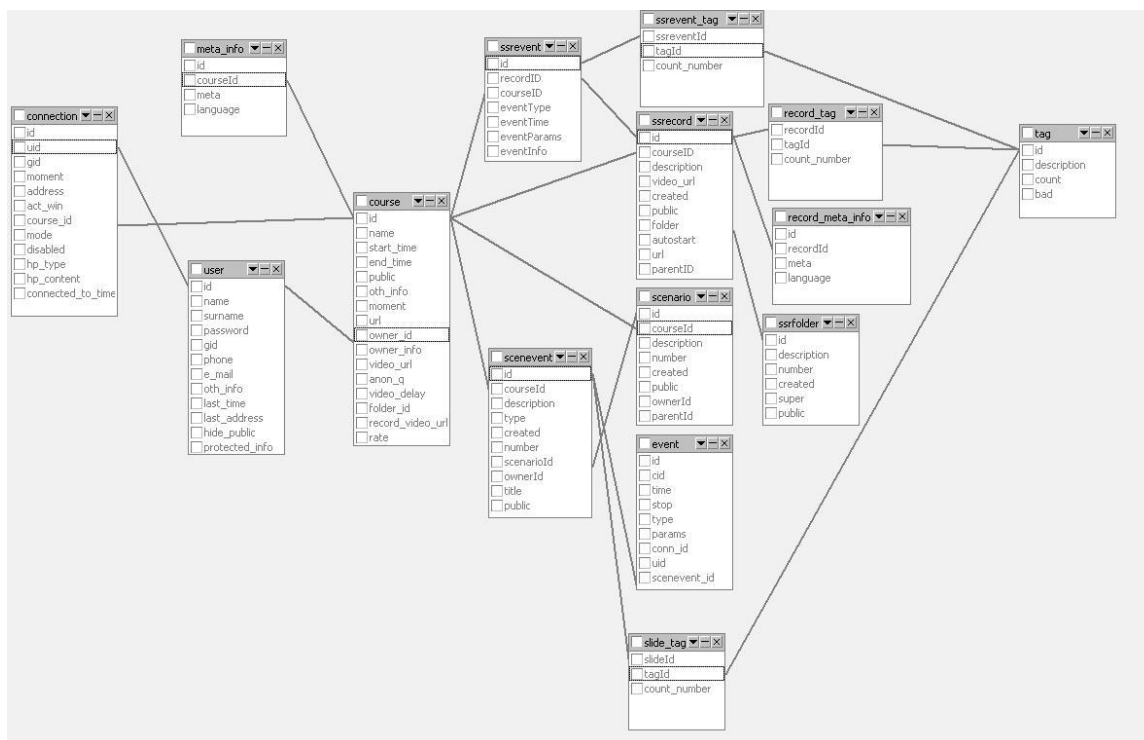 meta_info
id
courseId
meta
language
connection
id
uid
gid
moment
address
act_win
course_id
mode
disabled
hp_type
hp_content
connected_to_time
user
id
name
surname
password
gid
phone
e_mail
oth_info
last_time
last_address
hide_public
protected_info
course
id
name
start_time
end_time
public
oth_info
moment
url
owner_id
owner_info
video_url
anon_q
video_delay
folder_id
record_video_url
rate
ssrevent
id
recordID
courseID
eventType
eventTime
eventParams
eventInfo
scenevent
id
courseId
description
type
created
number
scenarioId
ownerId
title
public
ssrevent_tag
ssreventId
tagId
count_number
ssrecord
id
courseID
description
video_url
created
public
folder
autostart
url
parentID
scenario
id
courseId
description
number
created
public
ownerId
parentId
event
id
cid
time
stop
type
params
conn_id
uid
scenevent_id
slide_tag
slideId
tagId
count_number
record_tag
recordId
tagId
count_number
record_meta_info
id
recordId
meta
language
ssrfolder
id
description
number
created
super
public
tag
id
description
count
bad